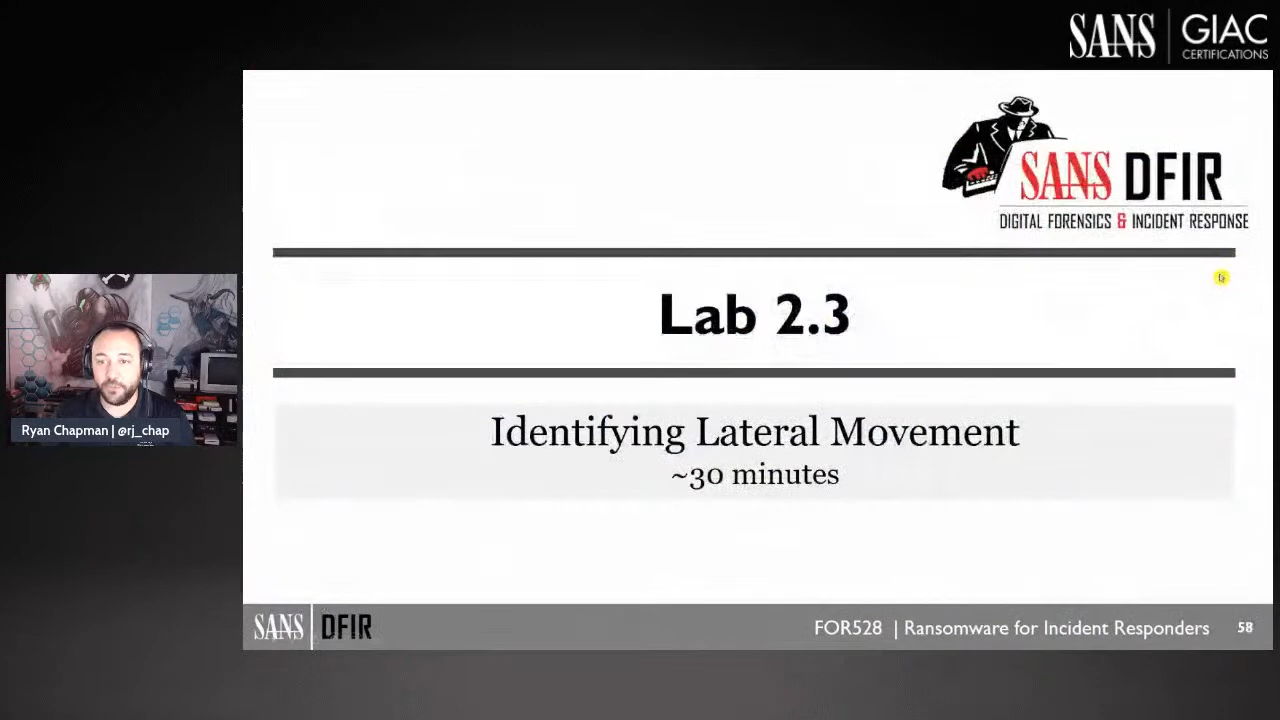 SANS GIAC
CERTIFICATIONS
SANS DFIR
DIGITAL FORENSICS & INCIDENT RESPONSE
Lab 2.3
Identifying Lateral Movement
~30 minutes
Ryan Chapman | @rj_chap
SANS DFIR
FOR528 | Ransomware for Incident Responders 58